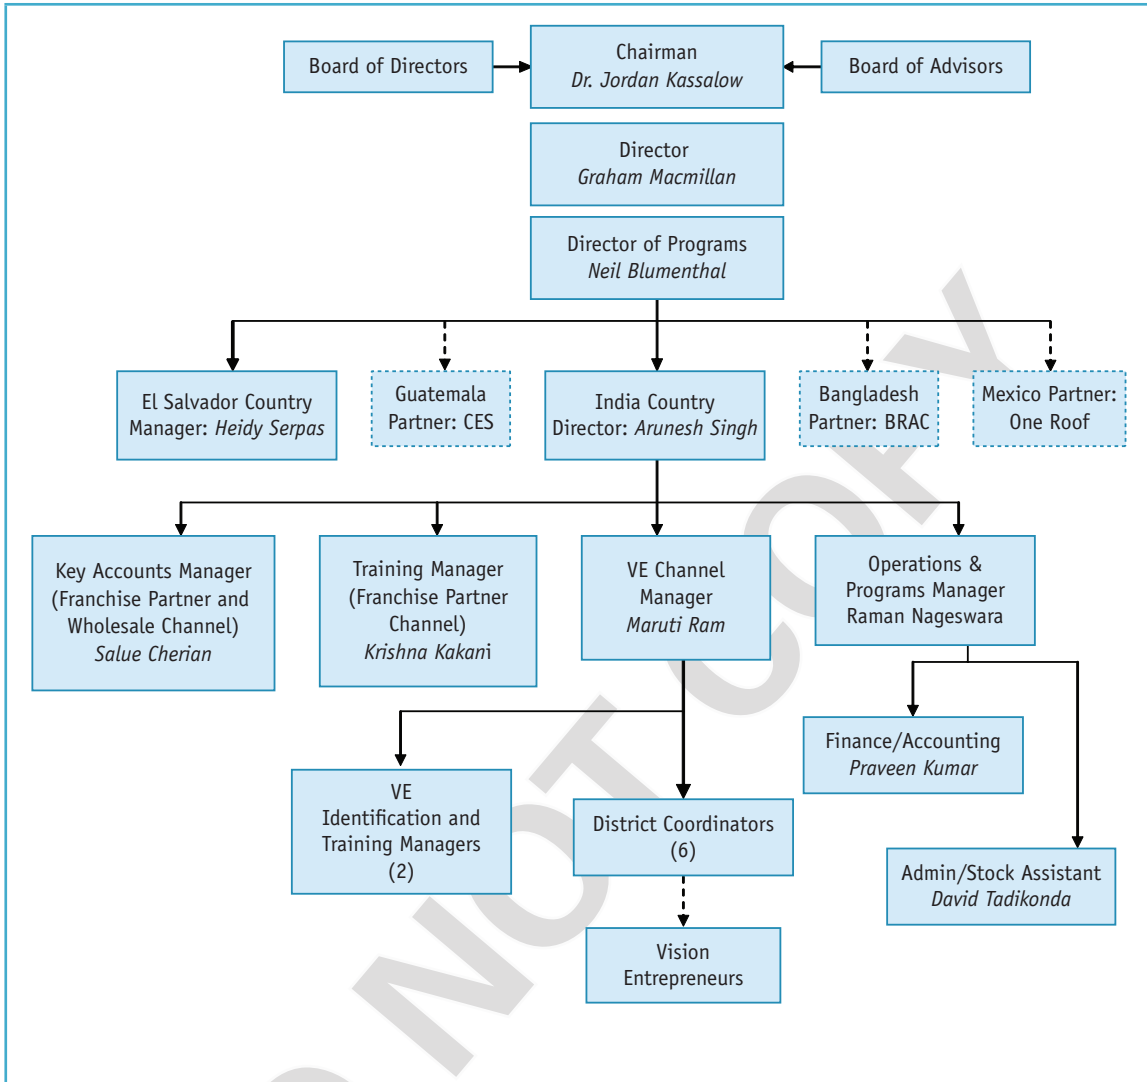 Board of Directors
Chairman
Dr. Jordan Kassalow
Board of Advisors
Director
Graham Macmillan
Director of Programs
Neil Blumenthal
El Salvador Country
Manager: Heidy Serpas
Guatemala
Partner: CES
India Country
Director: Arunesh Singh
Bangladesh
Partner: BRAC
Mexico Partner:
One Roof
Key Accounts Manager
(Franchise Partner and
Wholesale Channel)
Salue Cherian
Training Manager
(Franchise Partner
Channel)
Krishna Kakani
VE Channel
Manager
Maruti Ram
Operations &
Programs Manager
Raman Nageswara
Finance/Accounting
Praveen Kumar
VE
Identification and
Training Managers
(2)
District Coordinators
(6)
Admin/Stock Assistant
David Tadikonda
Vision
Entrepreneurs
NOT COPY